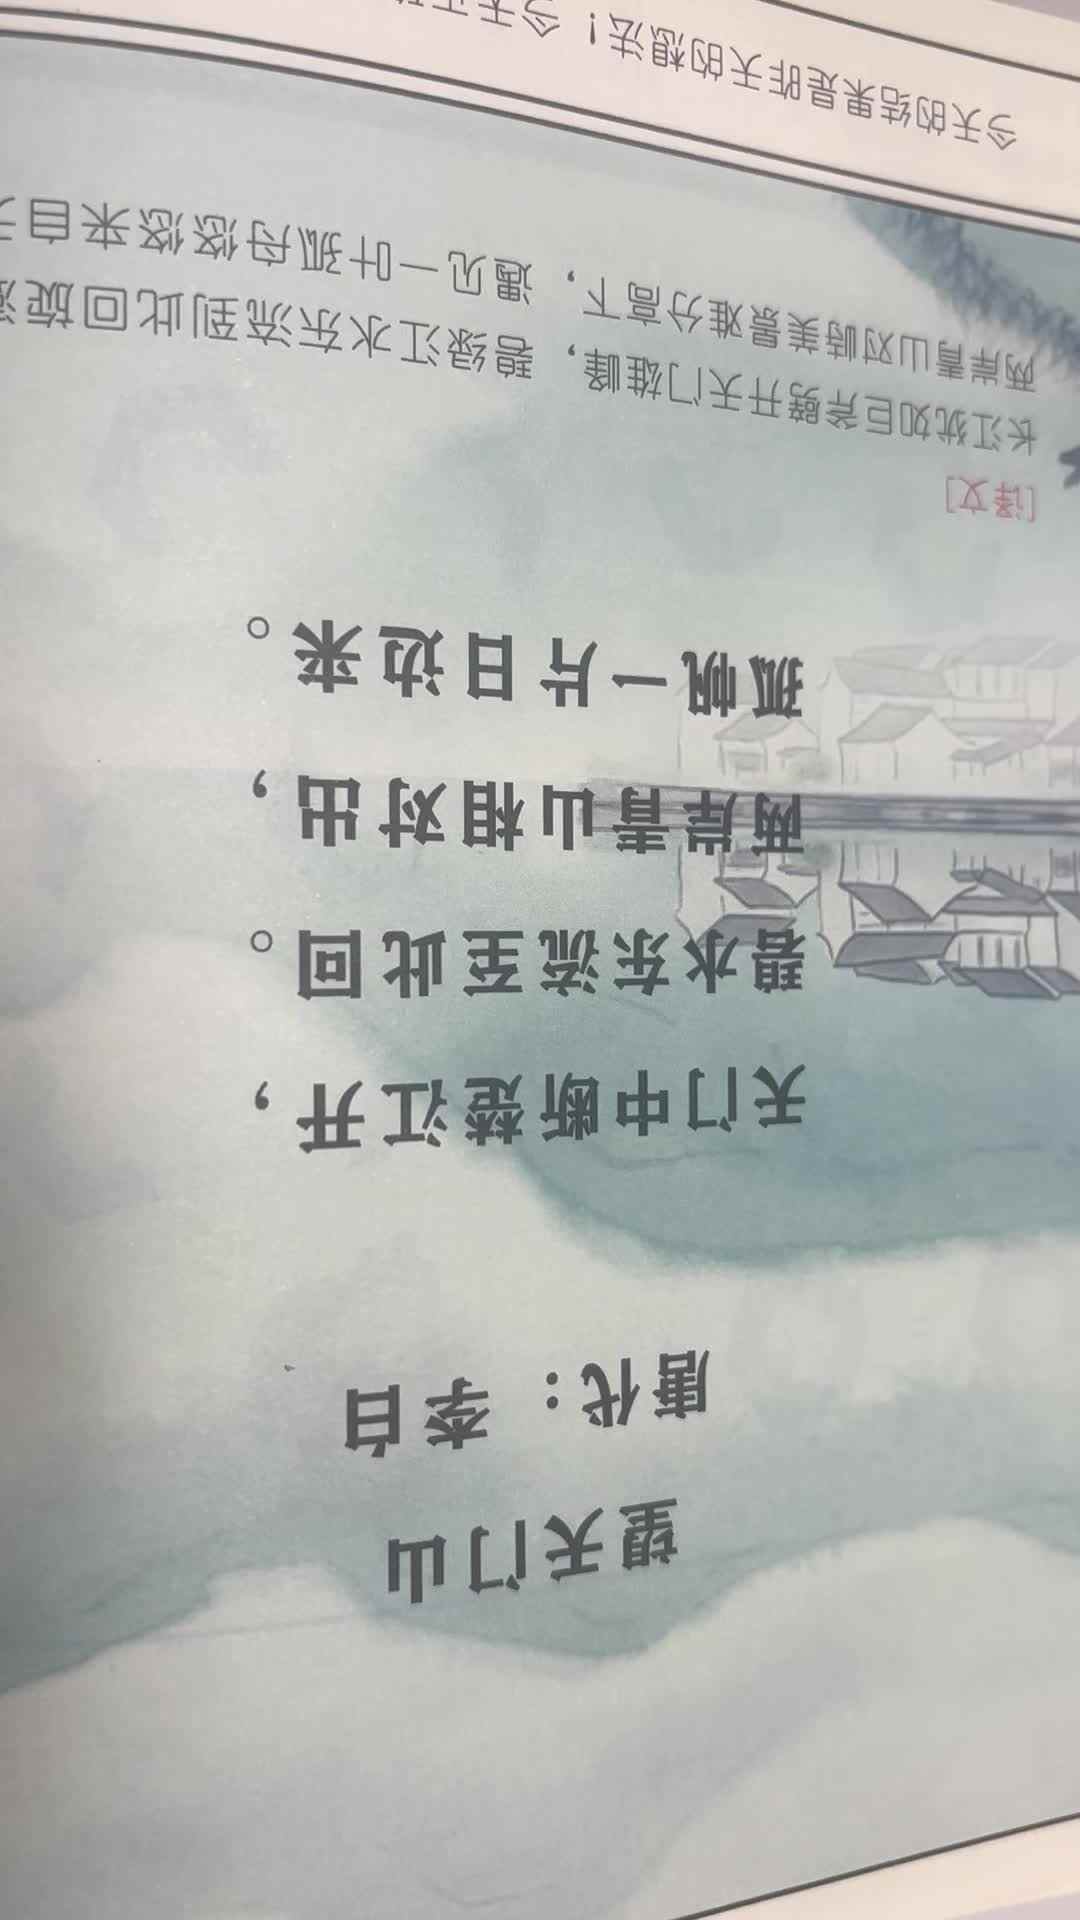 望天门山
唐代：李白
天门中断楚江开，
碧水东流至此回。
两岸青山相对出，
孤帆一片日边来。
[译文]
长江犹如巨斧劈开天门雄峰，碧绿江水东流到此回旋
两岸青山对峙美景难分高下，遇见一叶孤舟悠悠来自天
今天的结果是昨天的想法！今天